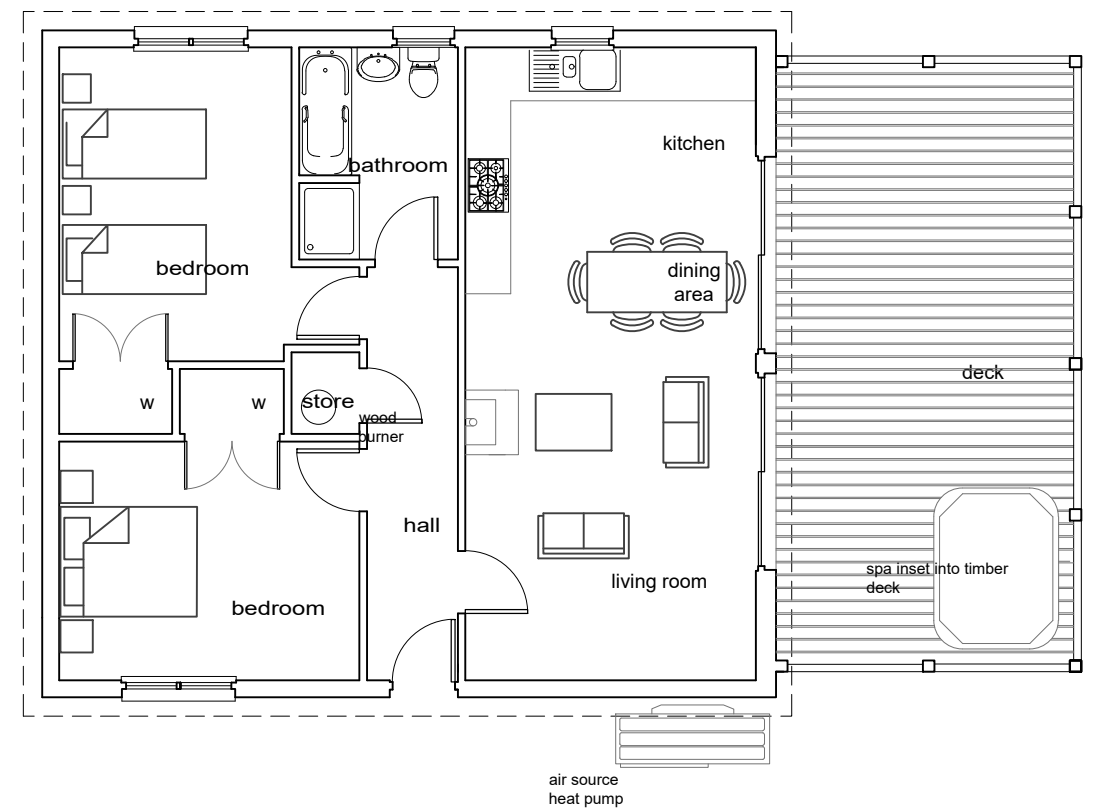 kitchen
bathroom
bedroom
dining
area
deck
w
w
store
wood
burner
hall
spa inset into timber
deck
living room
bedroom
air source
heat pump